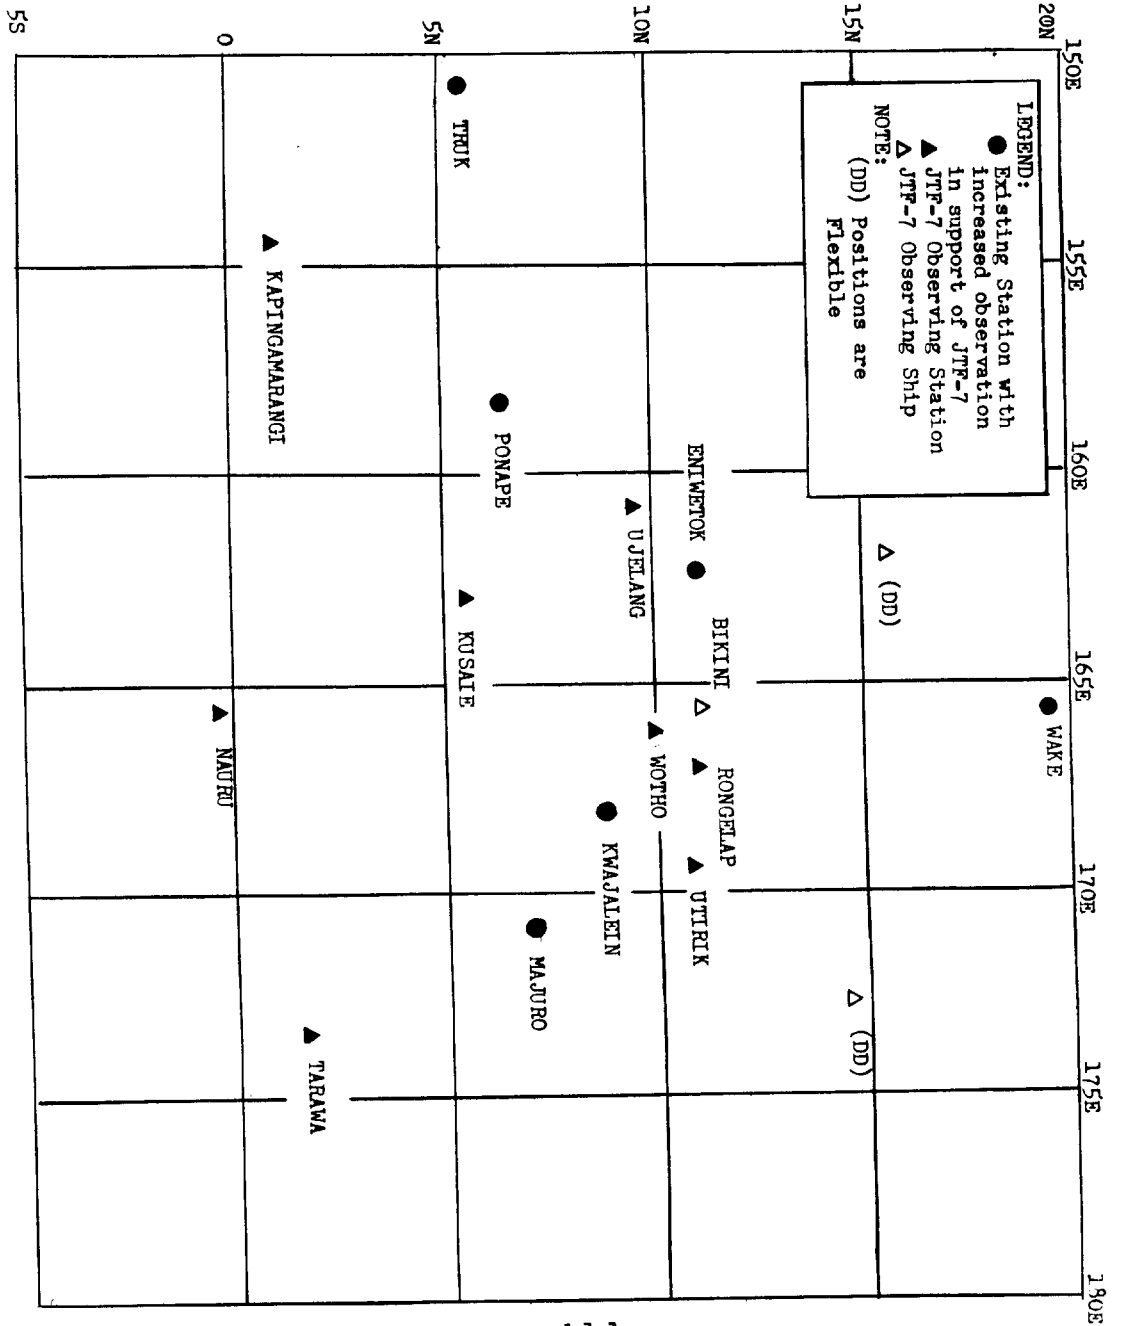 150E
155E
160E
165E
170E
175E
180E
20N
15N
10N
5N
0
5S
LEGEND:
Existing Station with
increased observation
in support of JTF-7
JTF-7 Observing Station
JTF-7 Observing Ship
NOTE:
(DD) Positions are
Flexible
WAKE
(DD)
(DD)
ENIWETOK
BIKINI
RONGELAP
UTIRIK
UJELANG
WOTHO
KWAJALEIN
MAJURO
TRUK
PONAPE
KUSAIE
KAPINGAMARANGI
NAURU
TARAWA